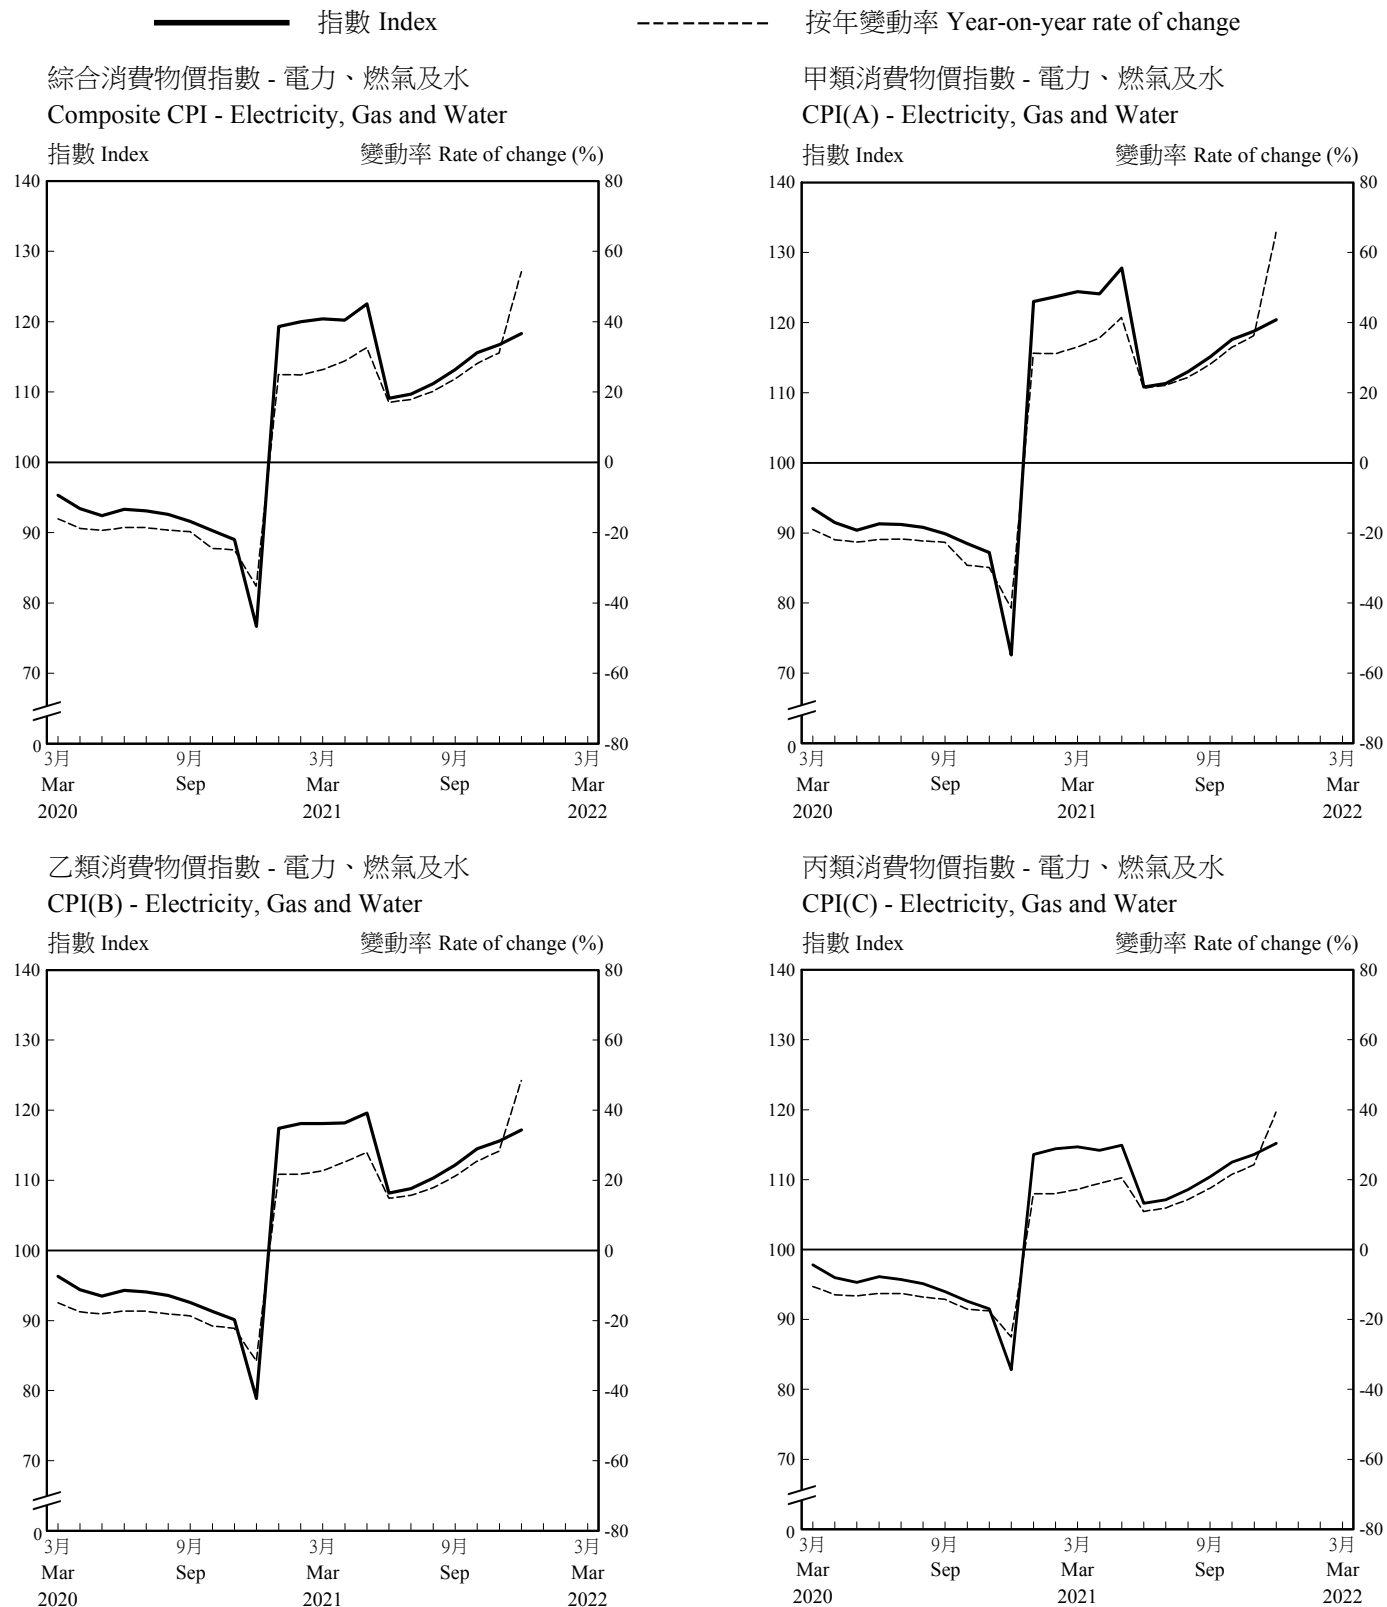 指數 Index 按年變動率 Year-on-year rate of change
綜合消費物價指數 - 電力、燃氣及水
Composite CPI - Electricity, Gas and Water
指數 Index 變動率 Rate of change (%)
140 80
130 60
120 40
110 20
100 0
90 -20
80 -40
70 -60
0 -80
3月 9月 3月 9月 3月
Mar Sep Mar Sep Mar
2020 2021 2022
甲類消費物價指數 - 電力、燃氣及水
CPI(A) - Electricity, Gas and Water
指數 Index 變動率 Rate of change (%)
140 80
130 60
120 40
110 20
100 0
90 -20
80 -40
70 -60
0 -80
3月 9月 3月 9月 3月
Mar Sep Mar Sep Mar
2020 2021 2022
乙類消費物價指數 - 電力、燃氣及水
CPI(B) - Electricity, Gas and Water
指數 Index 變動率 Rate of change (%)
140 80
130 60
120 40
110 20
100 0
90 -20
80 -40
70 -60
0 -80
3月 9月 3月 9月 3月
Mar Sep Mar Sep Mar
2020 2021 2022
丙類消費物價指數 - 電力、燃氣及水
CPI(C) - Electricity, Gas and Water
指數 Index 變動率 Rate of change (%)
140 80
130 60
120 40
110 20
100 0
90 -20
80 -40
70 -60
0 -80
3月 9月 3月 9月 3月
Mar Sep Mar Sep Mar
2020 2021 2022